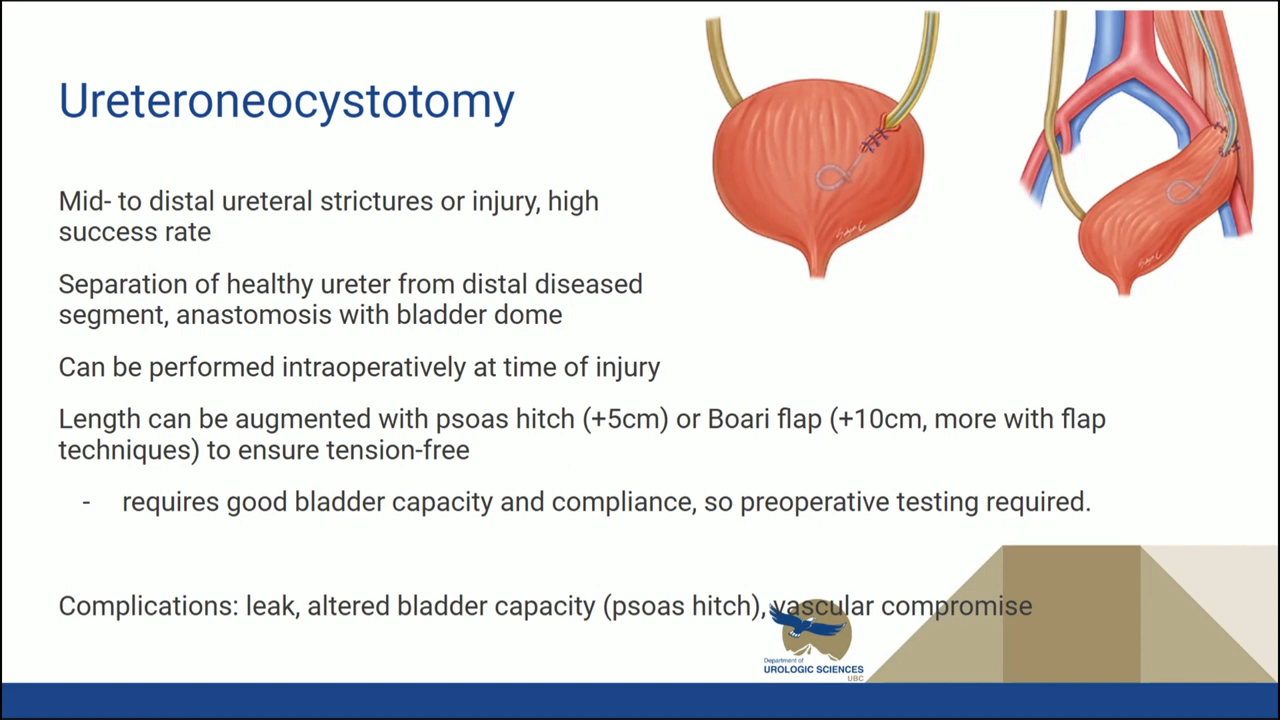 Ureteroneocystotomy
Mid- to distal ureteral strictures or injury, high
success rate
Separation of healthy ureter from distal diseased
segment, anastomosis with bladder dome
Can be performed intraoperatively at time of injury
Length can be augmented with psoas hitch (+5cm) or Boari flap (+10cm, more with flap
techniques) to ensure tension-free
- requires good bladder capacity and compliance, so preoperative testing required.
Complications: leak, altered bladder capacity (psoas hitch), vascular compromise
Department of
UROLOGIC SCIENCES
UBC